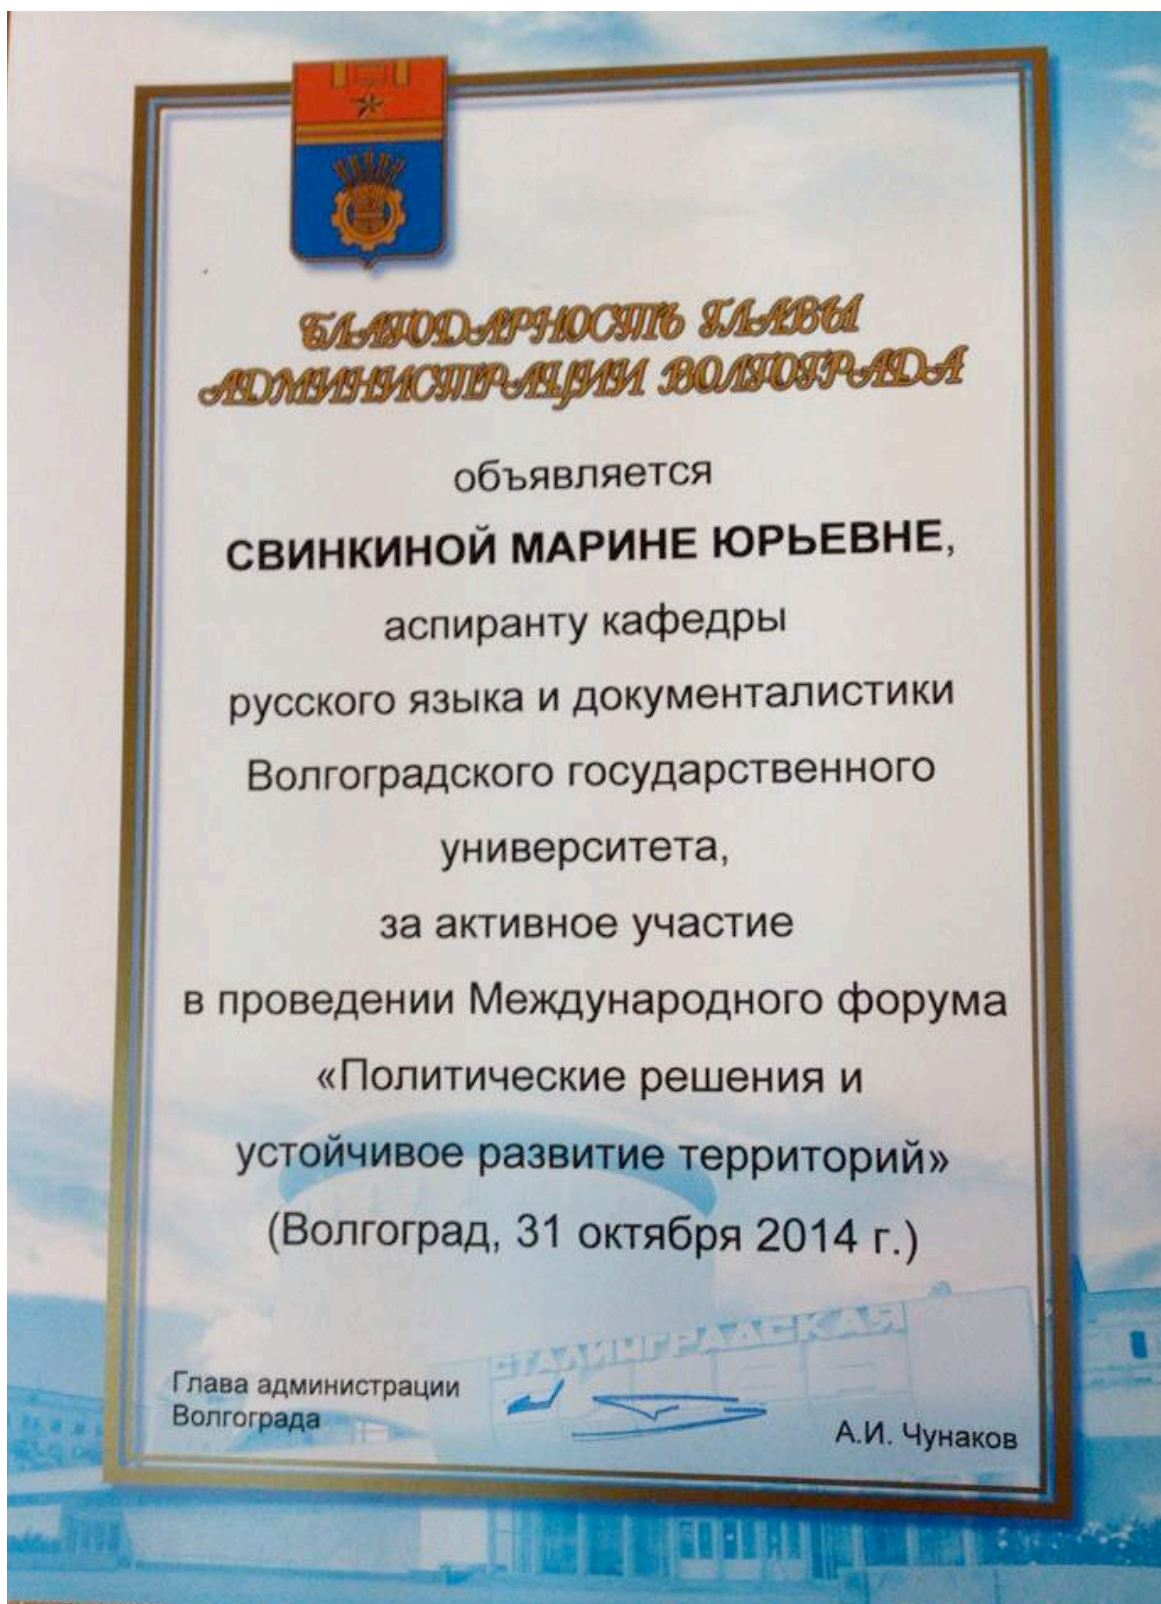 БЛАГОДАРНОСТЬ ГЛАВЫ
АДМИНИСТРАЦИИ ВОЛГОГРАДА
объявляется
СВИНКИНОЙ МАРИНЕ ЮРЬЕВНЕ,
аспиранту кафедры
русского языка и документалистики
Волгоградского государственного
университета,
за активное участие
в проведении Международного форума
«Политические решения и
устойчивое развитие территорий»
(Волгоград, 31 октября 2014 г.)
СТАЛИНГРАДСКАЯ
Глава администрации
Волгограда
А.И. Чунаков